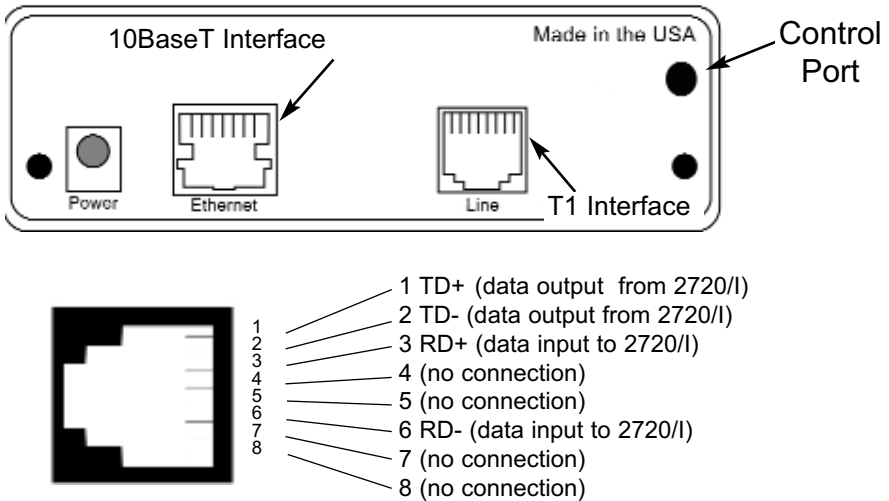 10BaseT Interface
Made in the USA
Control
Port
Power
Ethernet
Line
T1 Interface
1
2
3
4
5
6
7
8
1 TD+ (data output from 2720/I)
2 TD- (data output from 2720/I)
3 RD+ (data input to 2720/I)
4 (no connection)
5 (no connection)
6 RD- (data input to 2720/I)
7 (no connection)
8 (no connection)